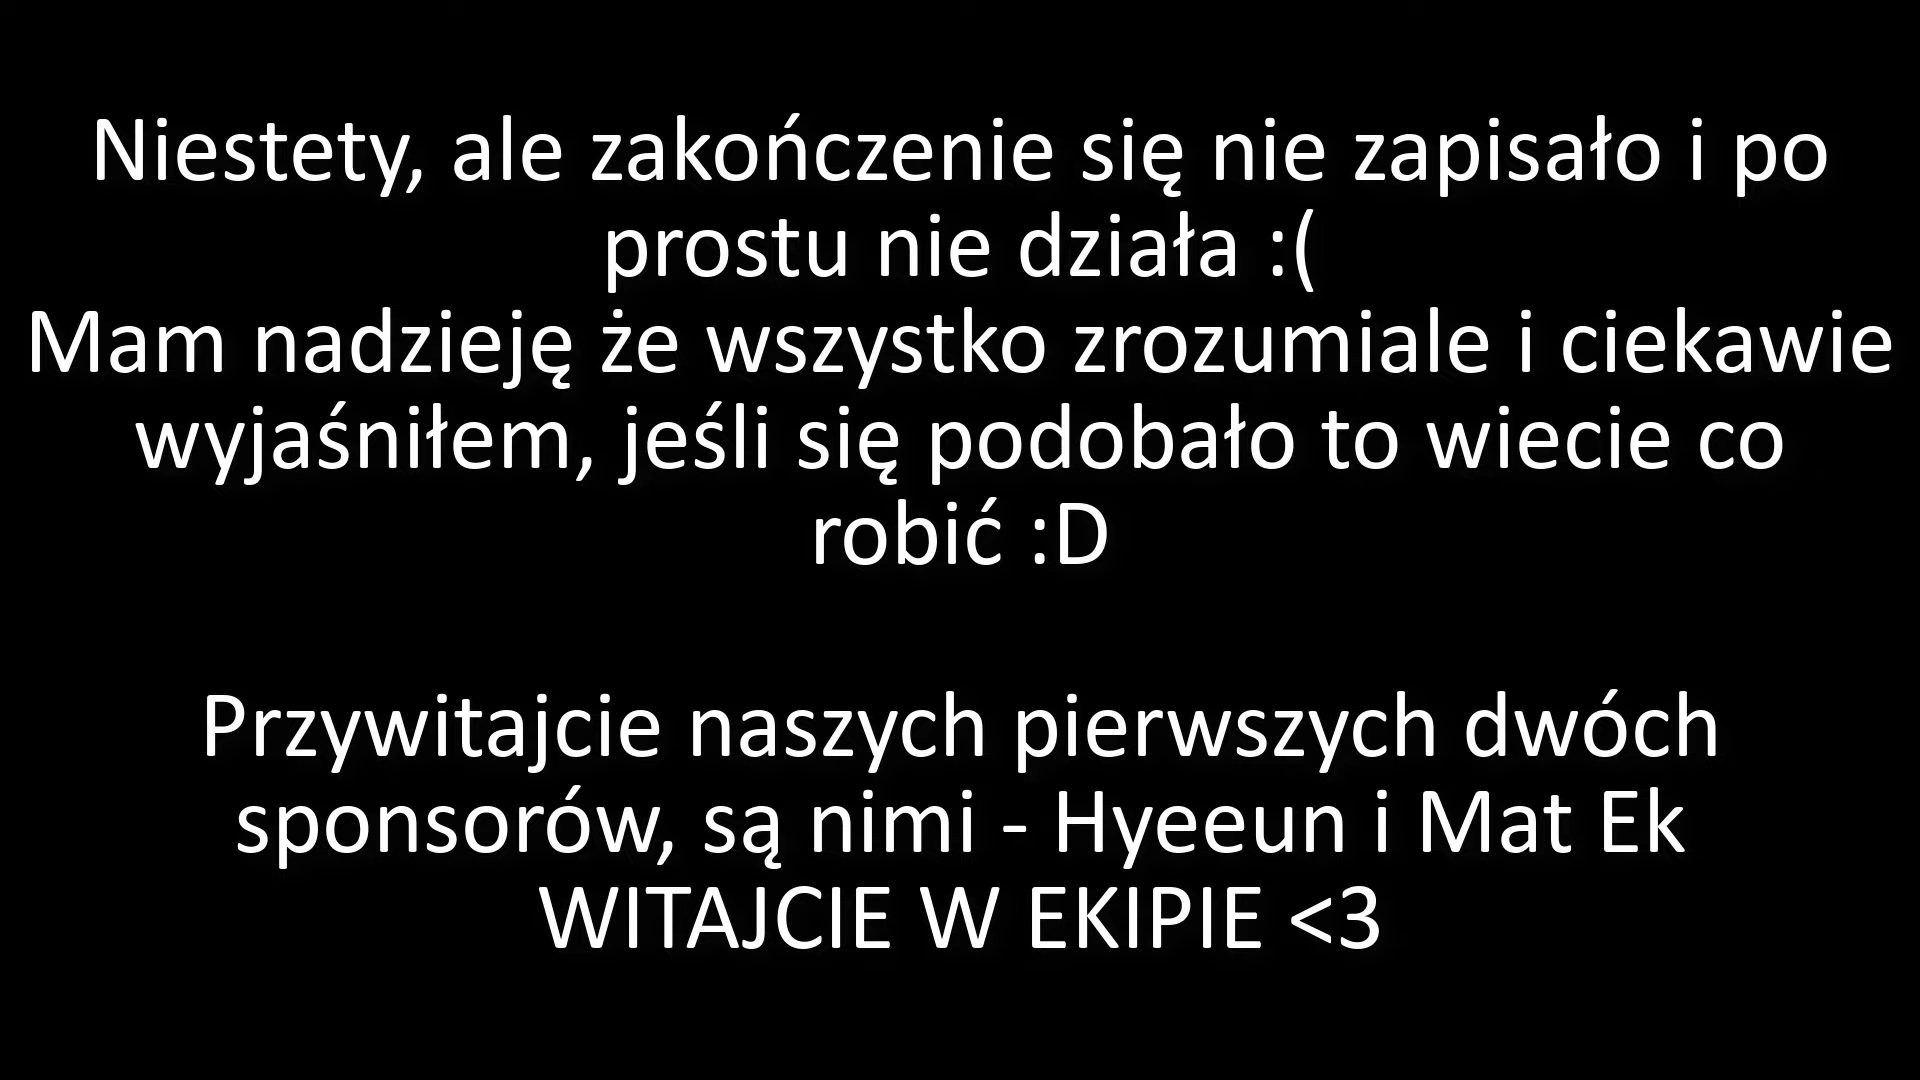 Niestety, ale zakończenie się nie zapisało i po
prostu nie działa :(
Mam nadzieję że wszystko zrozumiale i ciekawie
wyjaśniłem, jeśli się podobało to wiecie co
robić :D
Przywitajcie naszych pierwszych dwóch
sponsorów, są nimi - Hyeeun i Mat Ek
WITAJCIE W EKIPIE <3